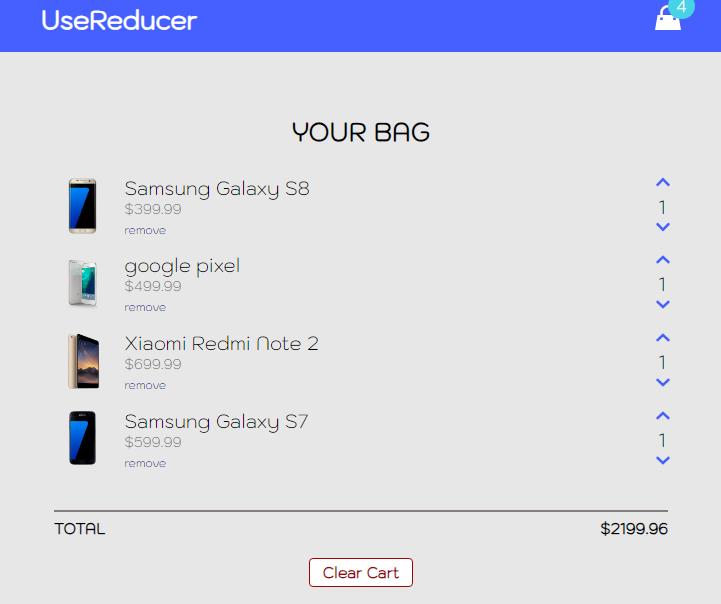 UseReducer
4
YOUR BAG
Samsung Galaxy S8
$399.99
remove
1
google pixel
$499.99
remove
1
Xiaomi Redmi Note 2
$699.99
remove
1
Samsung Galaxy S7
$599.99
remove
1
TOTAL $2199.96
Clear Cart